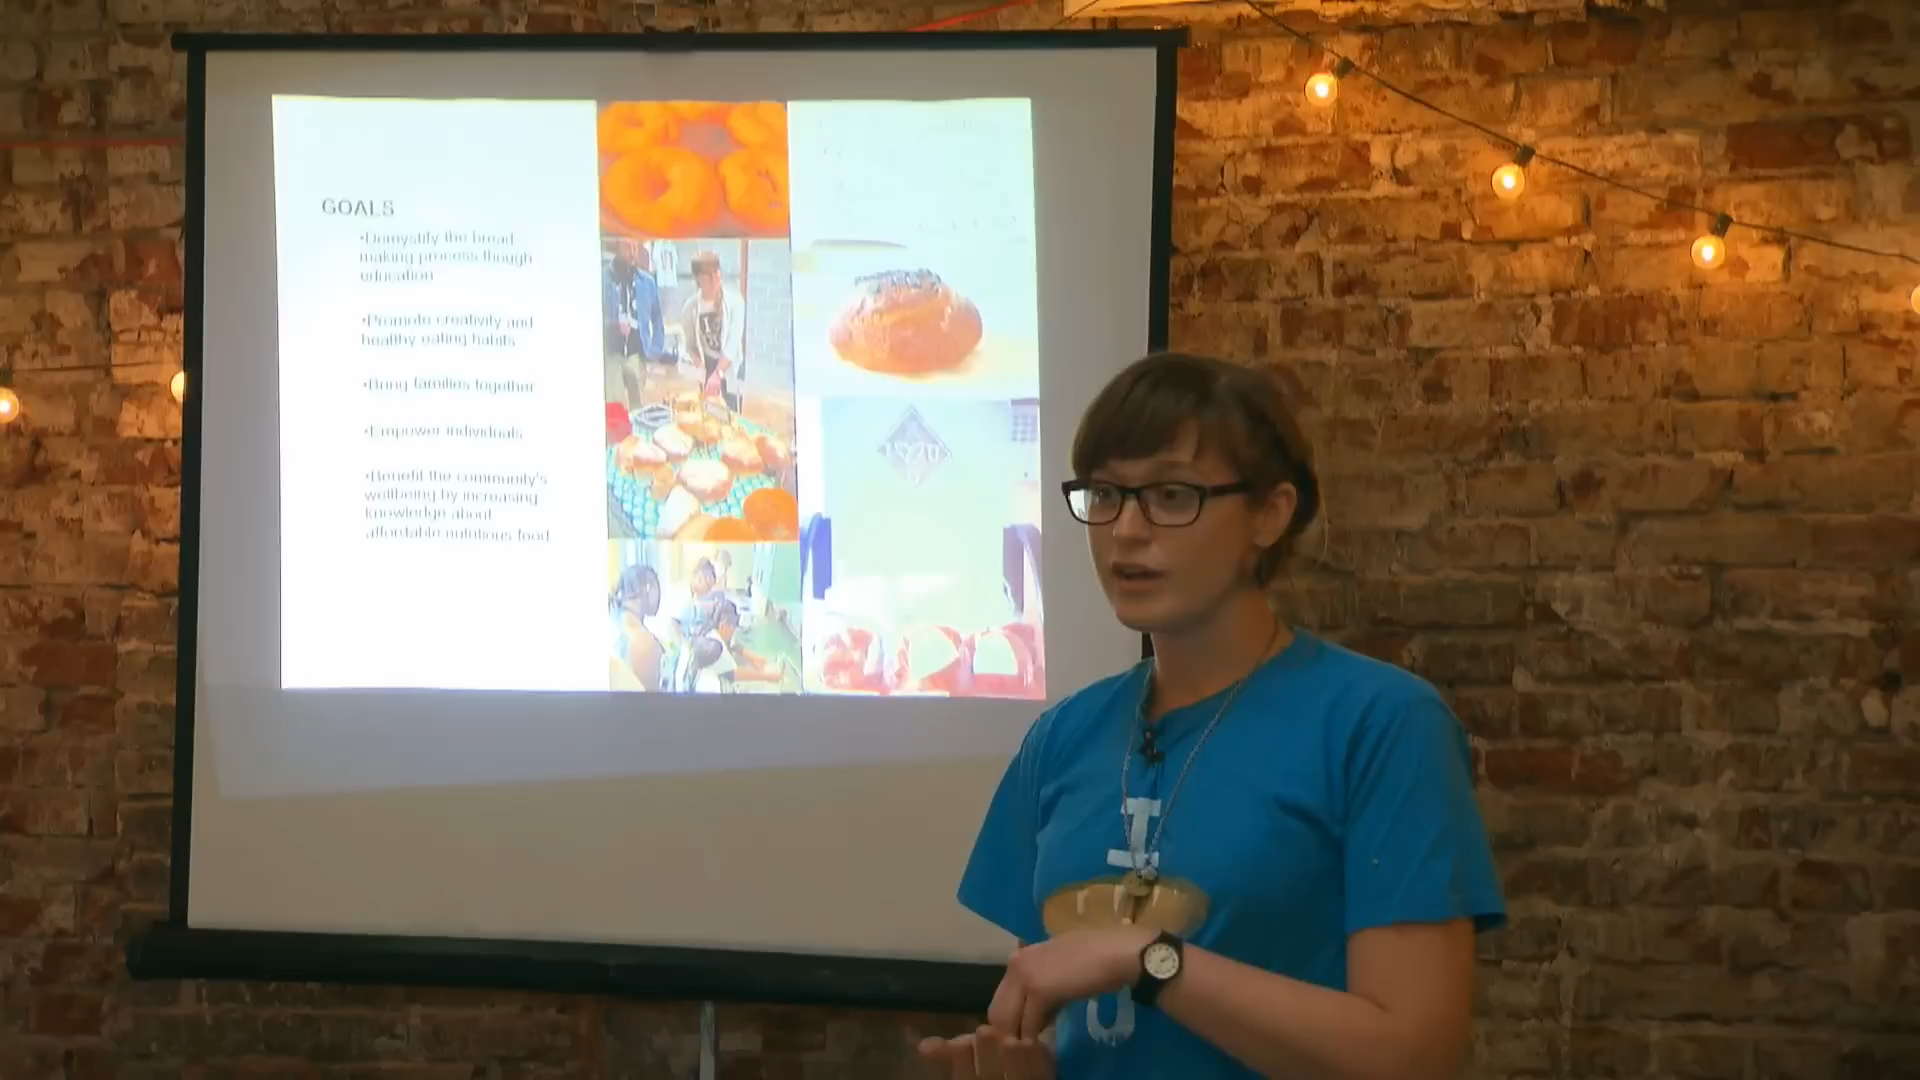 GOALS
•Demystify the bread
making process though
education
•Promote creativity and
healthy eating habits
•Bring families together
•Empower individuals
•Benefit the community's
wellbeing by increasing
knowledge about
affordable nutritious food
I
U